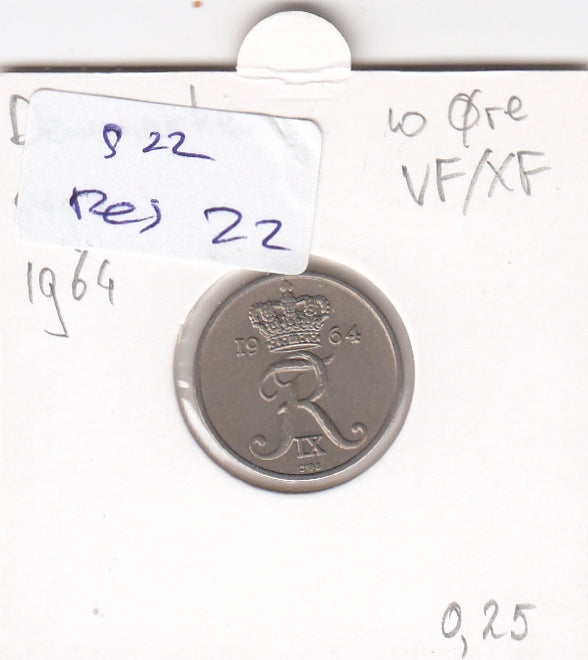 10 Øre
VF/XF
S 22
Res 22
1964
19 64
R
IX
0,25